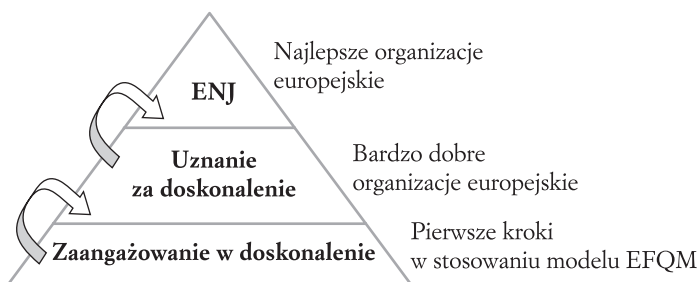 Najlepsze organizacje
europejskie
ENJ
Uznanie
za doskonalenie
Bardzo dobre
organizacje europejskie
Zaangażowanie w doskonalenie
Pierwsze kroki
w stosowaniu modelu EFQM